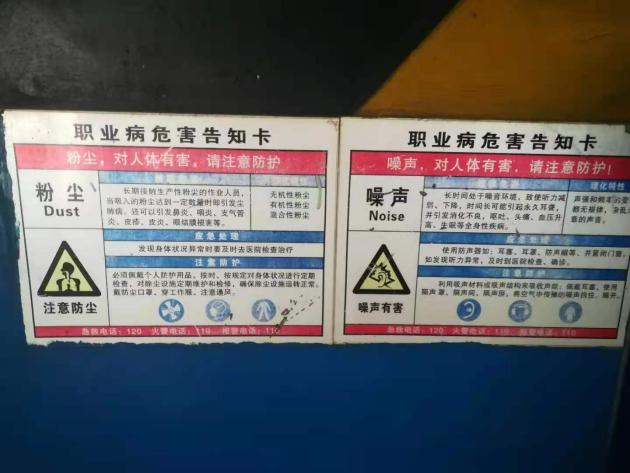 职业病危害告知卡
粉尘，对人体有害，请注意防护
粉尘
Dust
长期接触生产性粉尘的作业人员，
当吸入的粉尘达到一定数量时即引发尘
肺病，还可以引发鼻炎、咽炎、支气管
炎、皮疹、皮炎、眼结膜损害等。
无机性粉尘
有机性粉尘
混合性粉尘
应急处理
发现身体状况异常时要及时去医院检查治疗
注意防护
必须佩戴个人防护用品，按时、按规定对身体状况进行定期
检查，对除尘设施定期维护和检修，确保除尘设施运转正常，
戴防尘口罩、穿工作服、注意通风。
注意防尘
急救电话：120 火警电话：119 报警电话：110
职业病危害告知卡
噪声，对人体有害，请注意防护！
噪声
Noise
理化特性
长时间处于噪音环境，致使听力减
弱、下降，时间长可能引起永久耳聋，
并引发消化不良、呕吐、头痛、血压升
高、生眠等全身性疾病。
声强和频率的变
都无规律，杂乱
的声音。
应急处理
使用防声器如：耳塞、耳罩、防声帽等，并紧闭门窗。
如发现听力异常，及时到医院检查、确诊。
注意防护
利用吸声材料或吸声结构来吸收声能；佩戴耳塞、使用
隔声罩、隔声间、隔声屏，将空气中传播的噪声挡住、隔开。
噪声有害
急救电话：120 火警电话：119 报警电话：110